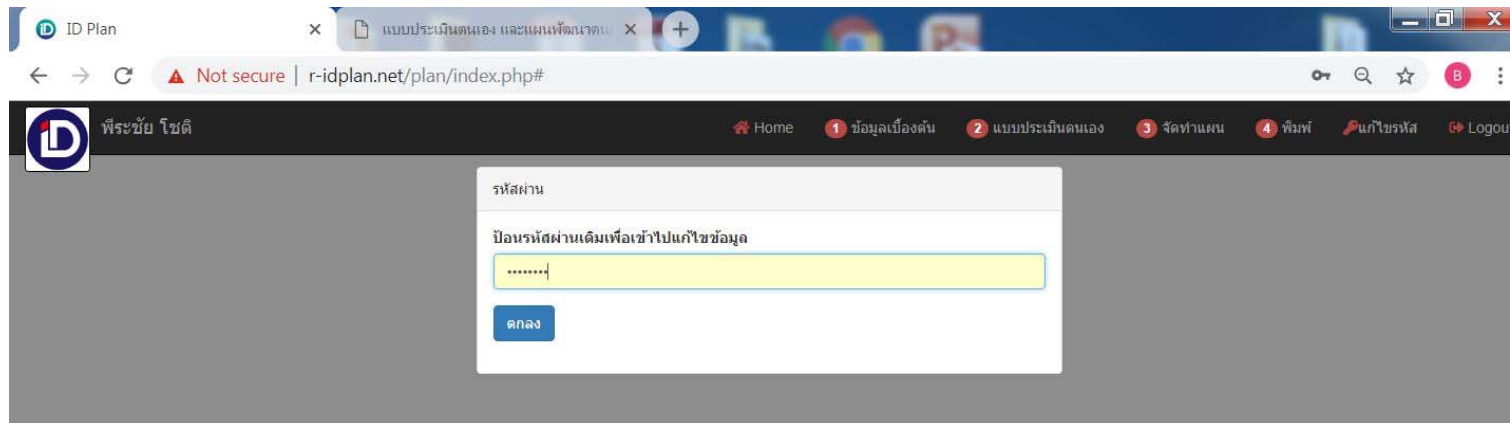 ID Plan
แบบประเมินตนเอง และแผนพัฒนาตน
Not secure | r-idplan.net/plan/index.php#
B
iD
พีระชัย โชติ
Home
1 ข้อมูลเบื้องต้น
2 แบบประเมินตนเอง
3 จัดทำแผน
4 พิมพ์
แก้ไขรหัส
Logou
รหัสผ่าน
ป้อนรหัสผ่านเดิมเพื่อเข้าไปแก้ไขข้อมูล
••••••••
ตกลง